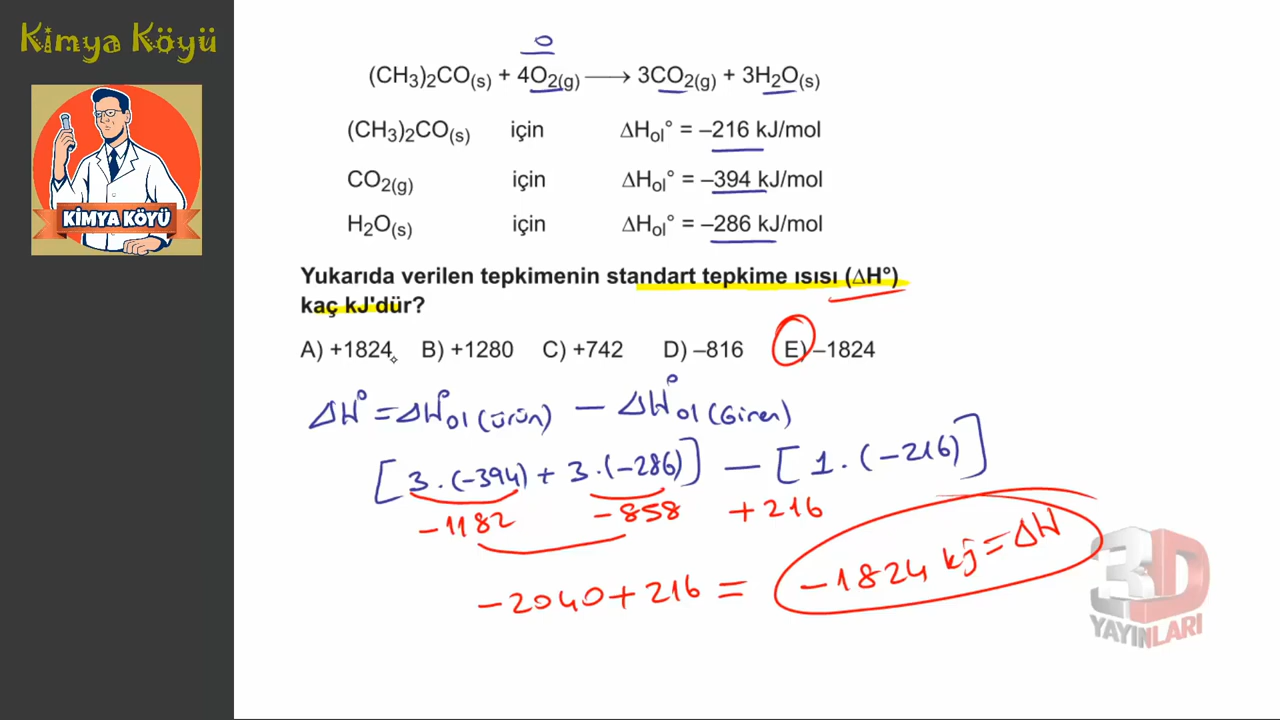 Kimya Köyü
KİMYA KÖYÜ
0
(CH3)2CO(s) + 4O2(g) ⟶ 3CO2(g) + 3H2O(s)
(CH3)2CO(s) için ΔHol° = –216 kJ/mol
CO2(g) için ΔHol° = –394 kJ/mol
H2O(s) için ΔHol° = –286 kJ/mol
Yukarıda verilen tepkimenin standart tepkime ısısı (ΔH°)
kaç kJ'dür?
A) +1824 B) +1280 C) +742 D) –816 E) –1824
ΔH° = ΔH°ol (ürün) – ΔH°ol (Giren)
[3.(-394) + 3.(-286)] – [1.(-216)]
-1182 -858 +216
-2040 + 216 = -1824 kj = ΔH
3D
YAYINLARI